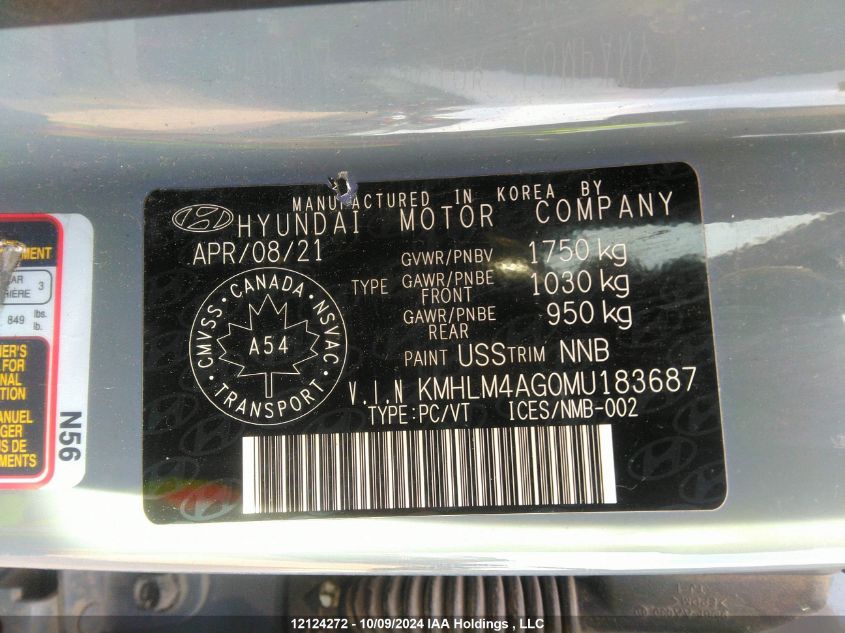 MANUFACTURED IN KOREA BY
HYUNDAI MOTOR COMPANY
APR/08/21
GVWR/PNBV 1750 kg
TYPE GAWR/PNBE FRONT 1030 kg
GAWR/PNBE REAR 950 kg
PAINT USS TRIM NNB
CANADA · NSVAC · TRANSPORT · CMVSS
A54
V.I.N KMHLM4AG0MU183687
TYPE:PC/VT ICES/NMB-002
3
849 lbs.
lb.
N56
12124272 - 10/09/2024 IAA Holdings , LLC